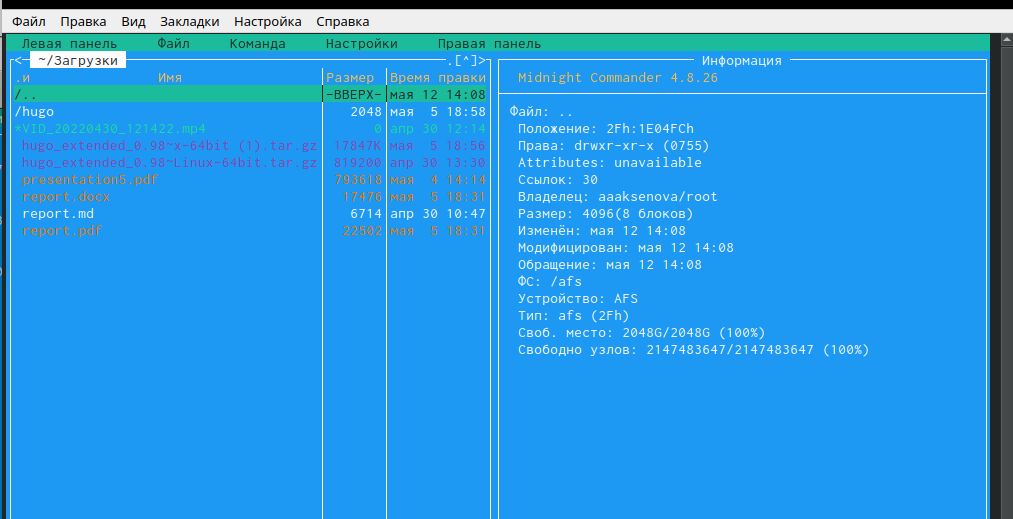 Файл Правка Вид Закладки Настройка Справка
Левая панель Файл Команда Настройки Правая панель
<─ ~/Загрузки .[^]>
.и Имя Размер Время правки
/.. -ВВЕРХ- мая 12 14:08
/hugo 2048 мая 5 18:58
*VID_20220430_121422.mp4 0 апр 30 12:14
hugo_extended_0.98~x-64bit (1).tar.gz 17847K мая 5 18:56
hugo_extended_0.98~Linux-64bit.tar.gz 819200 апр 30 13:30
presentation5.pdf 793618 мая 4 14:14
report.docx 17476 мая 5 18:31
report.md 6714 апр 30 10:47
report.pdf 22502 мая 5 18:31
Информация
Midnight Commander 4.8.26
Файл: ..
Положение: 2Fh:1E04FCh
Права: drwxr-xr-x (0755)
Attributes: unavailable
Ссылок: 30
Владелец: aaaksenova/root
Размер: 4096(8 блоков)
Изменён: мая 12 14:08
Модифицирован: мая 12 14:08
Обращение: мая 12 14:08
ФС: /afs
Устройство: AFS
Тип: afs (2Fh)
Своб. место: 2048G/2048G (100%)
Свободно узлов: 2147483647/2147483647 (100%)